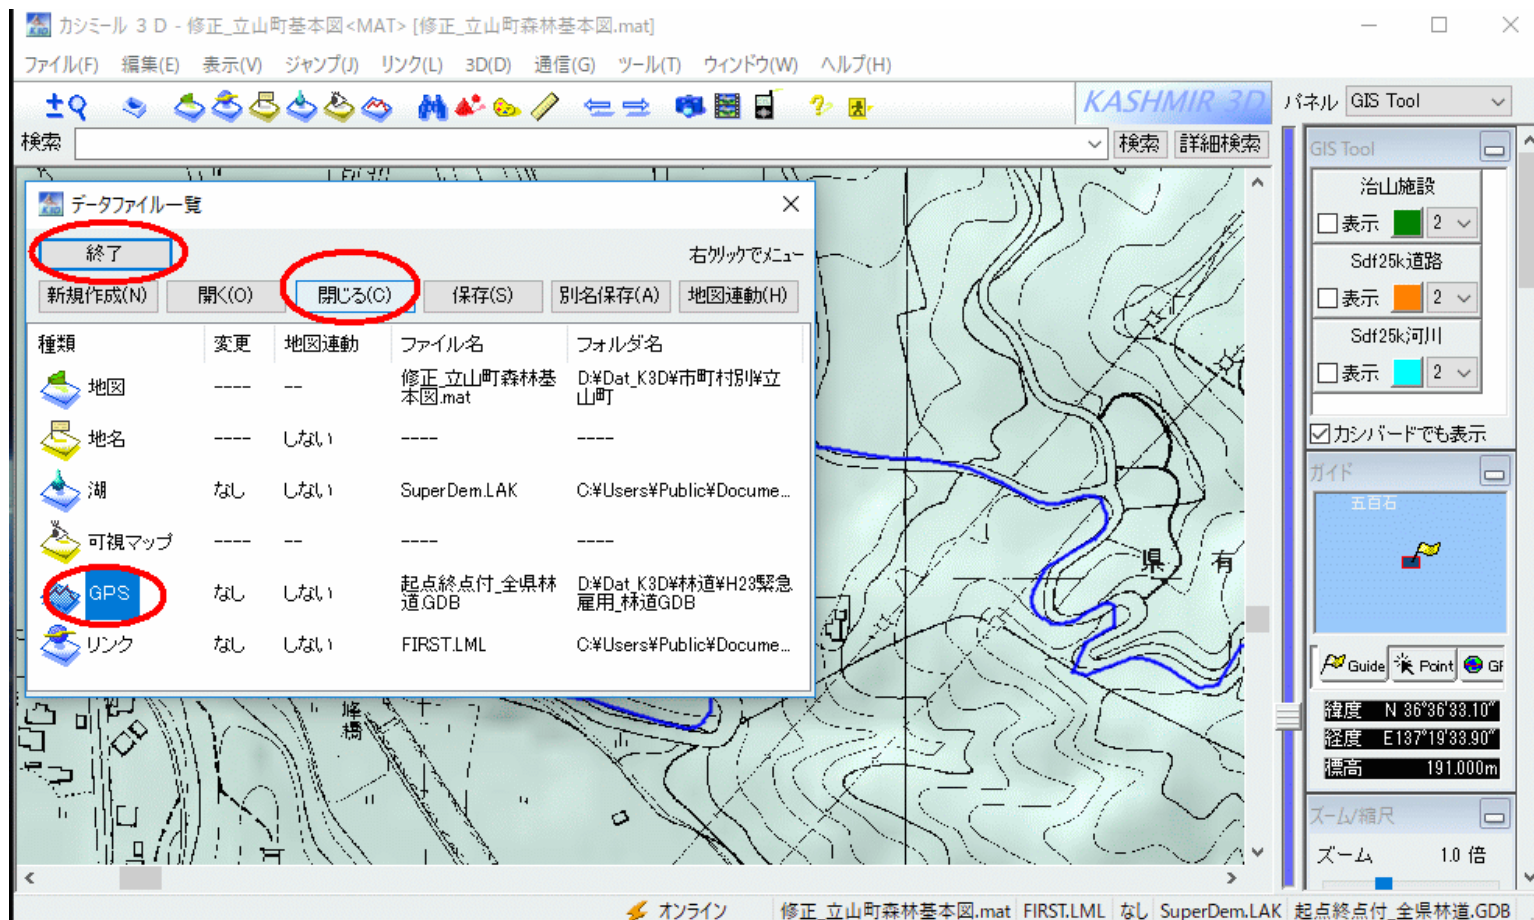 カシミール 3D - 修正_立山町基本図<MAT> [修正_立山町森林基本図.mat]
ファイル(F) 編集(E) 表示(V) ジャンプ(J) リンク(L) 3D(D) 通信(G) ツール(T) ウィンドウ(W) ヘルプ(H)
KASHMIR 3D
パネル GIS Tool
検索 検索 詳細検索
GIS Tool
治山施設
表示 2
Sdf25k道路
表示 2
Sdf25k河川
表示 2
カシバードでも表示
データファイル一覧
終了 右クリックでメニュー
新規作成(N) 開く(O) 閉じる(C) 保存(S) 別名保存(A) 地図連動(H)
種類 変更 地図連動 ファイル名 フォルダ名
地図 ---- -- 修正_立山町森林基本図.mat D:¥Dat_K3D¥市町村別¥立山町
地名 ---- しない ---- ----
湖 なし しない SuperDem.LAK C:¥Users¥Public¥Docume...
可視マップ ---- -- ---- ----
GPS なし しない 起点終点付_全県林道.GDB D:¥Dat_K3D¥林道¥H23緊急雇用_林道GDB
リンク なし しない FIRST.LML C:¥Users¥Public¥Docume...
県 有
橋
ガイド
五百石
Guide Point GF
緯度 N 36°36'33.10"
経度 E137°19'33.90"
標高 191.000m
ズーム/縮尺
ズーム 1.0 倍
オンライン 修正_立山町森林基本図.mat FIRST.LML なし SuperDem.LAK 起点終点付_全県林道.GDB